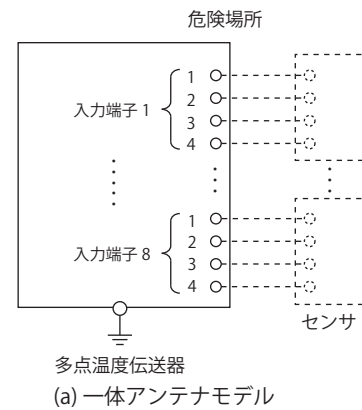 危険場所
入力端子 1
1
2
3
4
入力端子 8
1
2
3
4
センサ
多点温度伝送器
(a) 一体アンテナモデル